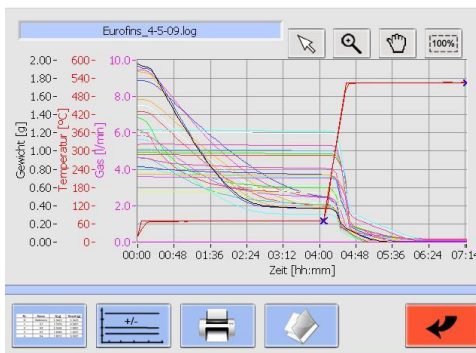 Eurofins_4-5-09.log
100%
2.00- 600- 10.0-
1.80- 540-
1.60- 480- 8.0-
1.40- 420-
1.20- 360- 6.0-
1.00- 300-
0.80- 240- 4.0-
0.60- 180-
0.40- 120- 2.0-
0.20- 60-
0.00- 0- 0.0-
Gewicht [g]
Temperatur [°C]
Gas [l/min]
00:00 00:48 01:36 02:24 03:12 04:00 04:48 05:36 06:24 07:14
Zeit [hh:mm]
+/-